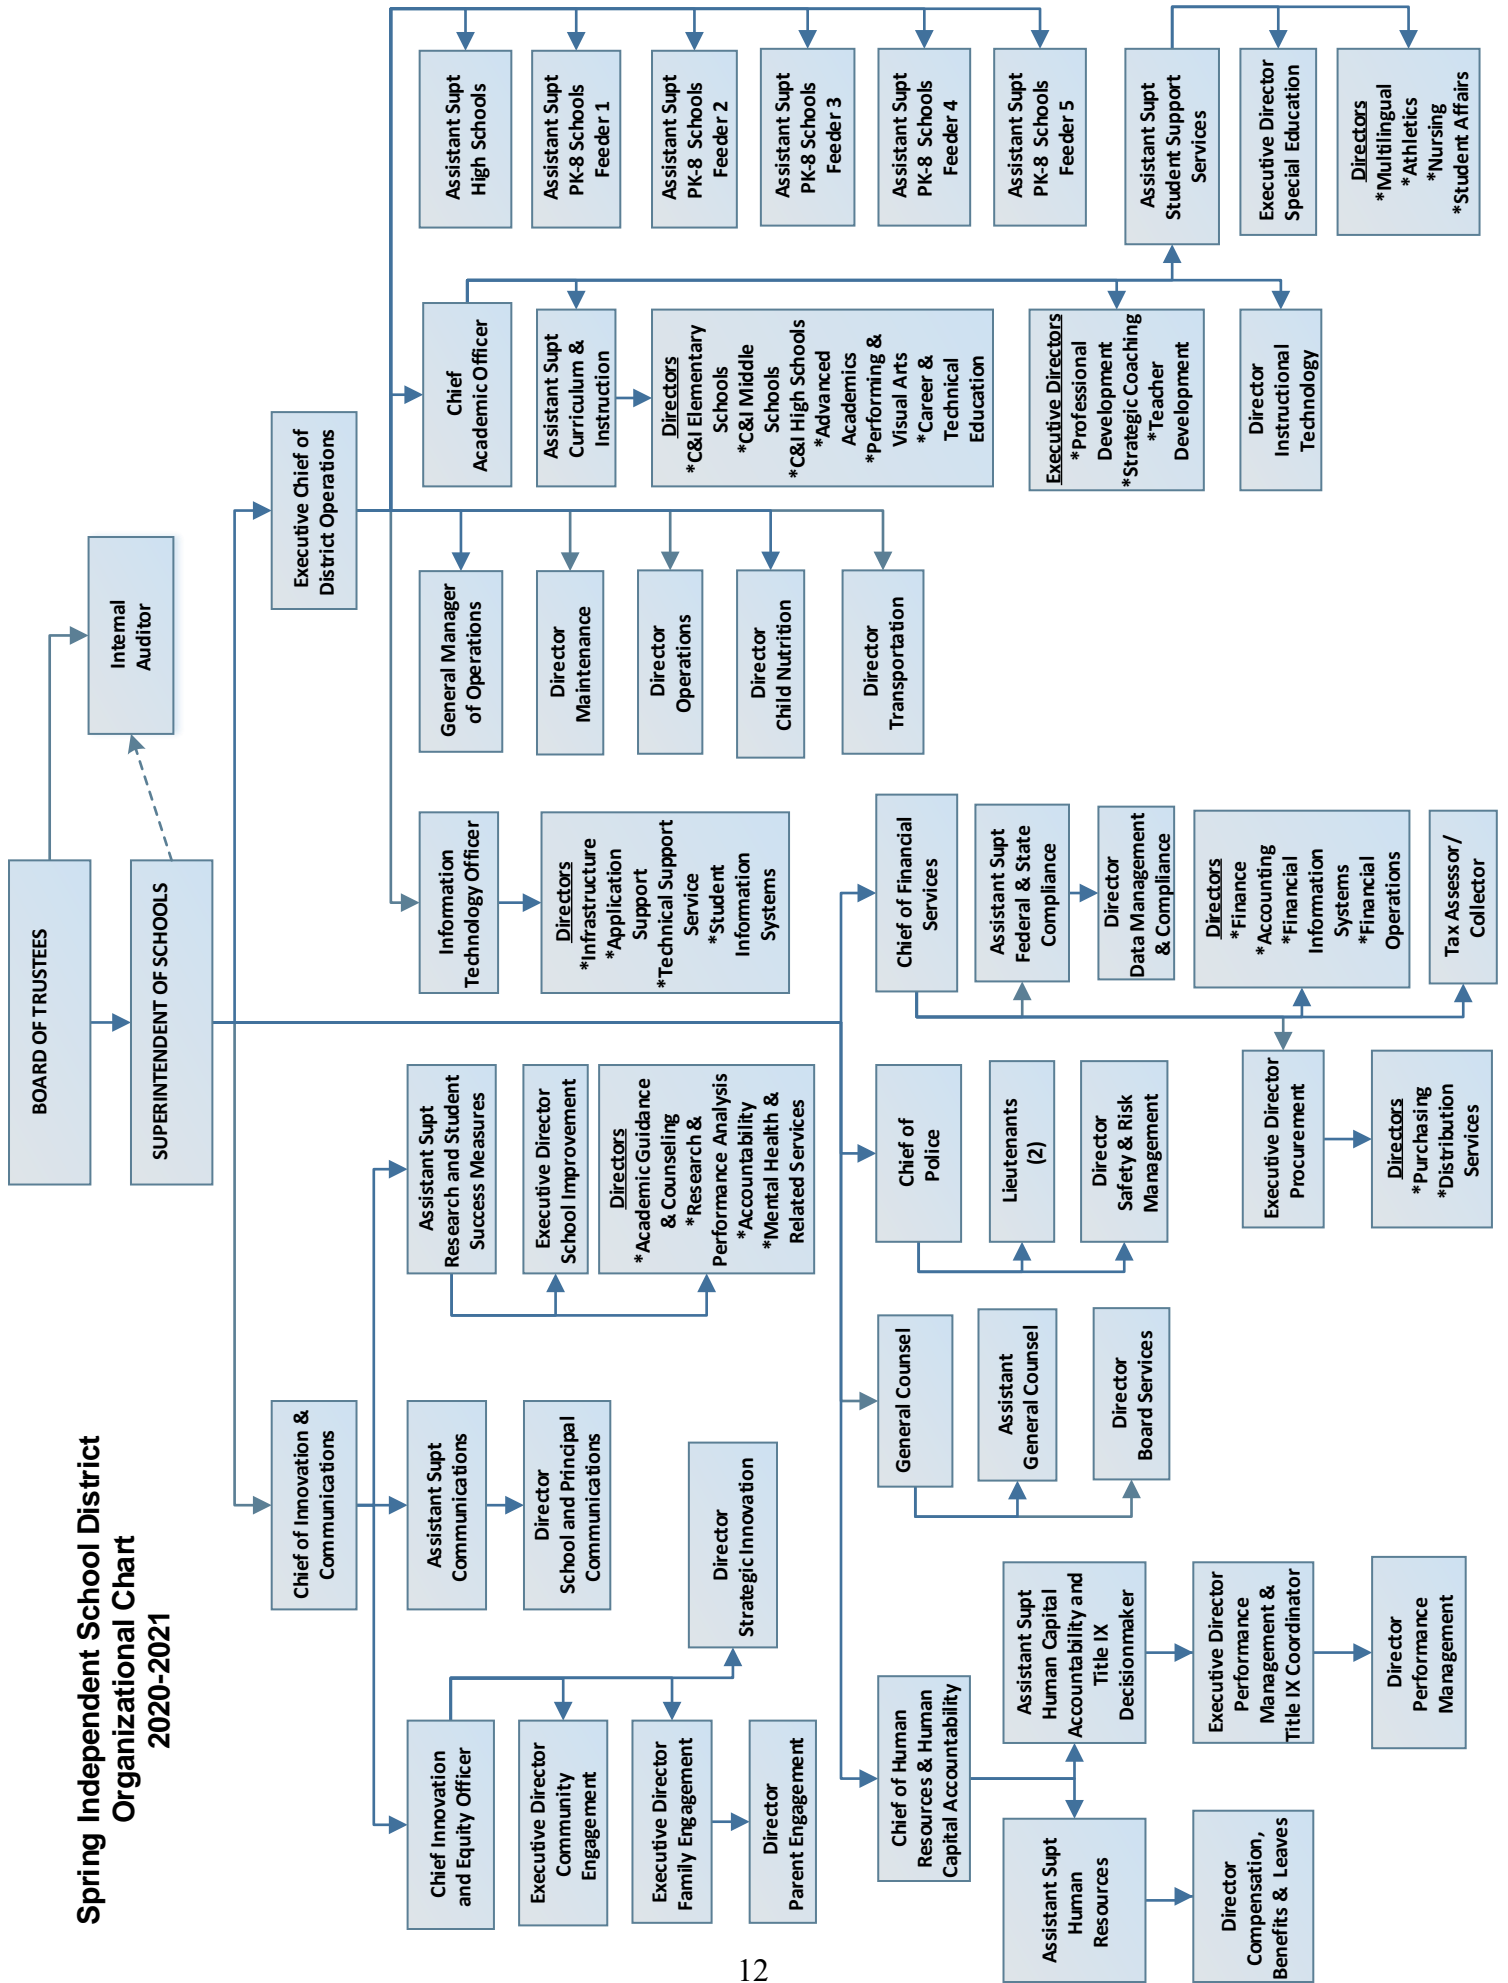 Spring Independent School District
Organizational Chart
2020-2021
BOARD OF TRUSTEES
Internal
Auditor
SUPERINTENDENT OF SCHOOLS
Chief of Innovation &
Communications
Executive Chief of
District Operations
Chief Innovation
and Equity Officer
Executive Director
Community
Engagement
Executive Director
Family Engagement
Director
Parent Engagement
Director
Strategic Innovation
Assistant Supt
Communications
Director
School and Principal
Communications
Assistant Supt
Research and Student
Success Measures
Executive Director
School Improvement
Directors
*Academic Guidance
& Counseling
*Research &
Performance Analysis
*Accountability
*Mental Health &
Related Services
Information
Technology Officer
Directors
*Infrastructure
*Application
Support
*Technical Support
Service
*Student
Information
Systems
General Manager
of Operations
Director
Maintenance
Director
Operations
Director
Child Nutrition
Director
Transportation
Chief
Academic Officer
Assistant Supt
Curriculum &
Instruction
Directors
*C&I Elementary
Schools
*C&I Middle
Schools
*C&I High Schools
*Advanced
Academics
*Performing &
Visual Arts
*Career &
Technical
Education
Executive Directors
*Professional
Development
*Strategic Coaching
*Teacher
Development
Director
Instructional
Technology
Assistant Supt
High Schools
Assistant Supt
PK-8 Schools
Feeder 1
Assistant Supt
PK-8 Schools
Feeder 2
Assistant Supt
PK-8 Schools
Feeder 3
Assistant Supt
PK-8 Schools
Feeder 4
Assistant Supt
PK-8 Schools
Feeder 5
Assistant Supt
Student Support
Services
Executive Director
Special Education
Directors
*Multilingual
*Athletics
*Nursing
*Student Affairs
Chief of Human
Resources & Human
Capital Accountability
Assistant Supt
Human
Resources
Director
Compensation,
Benefits & Leaves
Assistant Supt
Human Capital
Accountability and
Title IX
Decisionmaker
Executive Director
Performance
Management &
Title IX Coordinator
Director
Performance
Management
General Counsel
Assistant
General Counsel
Director
Board Services
Chief of
Police
Lieutenants
(2)
Director
Safety & Risk
Management
Chief of Financial
Services
Assistant Supt
Federal & State
Compliance
Director
Data Management
& Compliance
Directors
*Finance
*Accounting
*Financial
Information
Systems
*Financial
Operations
Tax Assessor/
Collector
Executive Director
Procurement
Directors
*Purchasing
*Distribution
Services
12